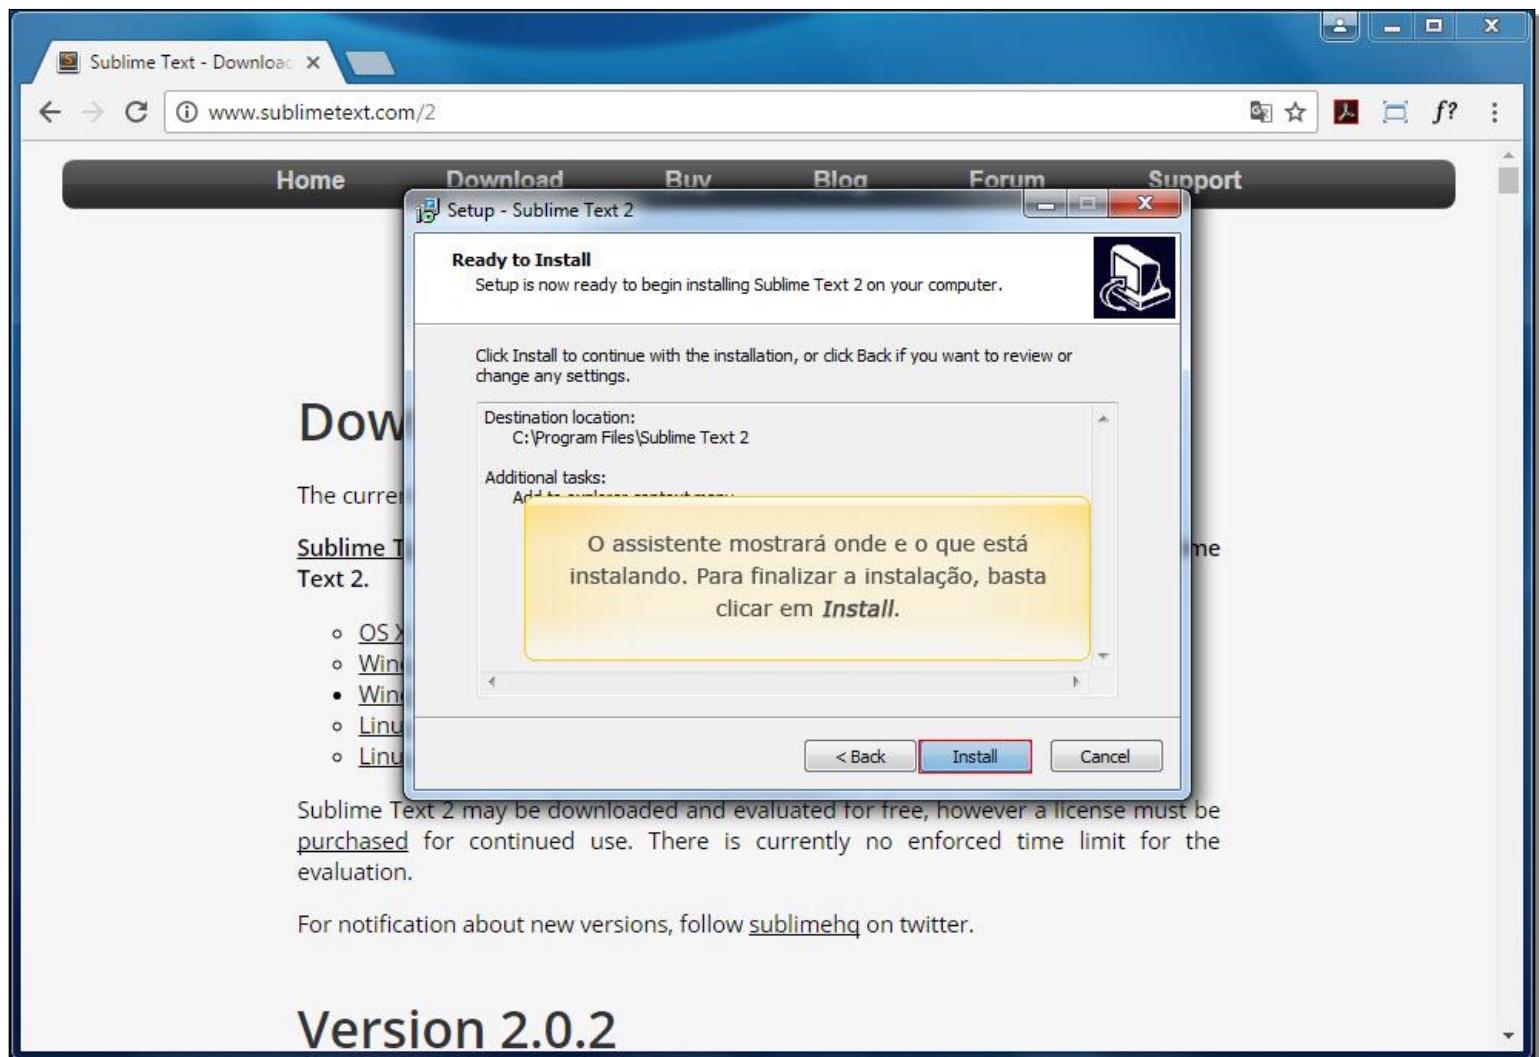 Sublime Text - Downloa
www.sublimetext.com/2
f?
Home Download Buy Blog Forum Support
Setup - Sublime Text 2
Ready to Install
Setup is now ready to begin installing Sublime Text 2 on your computer.
Click Install to continue with the installation, or click Back if you want to review or
change any settings.
Destination location:
C:\Program Files\Sublime Text 2
Additional tasks:
Add to explorer context menu
O assistente mostrará onde e o que está
instalando. Para finalizar a instalação, basta
clicar em Install.
< Back Install Cancel
Dow
The curre
Sublime T me
Text 2.
OS X
Win
Win
Linu
Linu
Sublime Text 2 may be downloaded and evaluated for free, however a license must be
purchased for continued use. There is currently no enforced time limit for the
evaluation.
For notification about new versions, follow sublimehq on twitter.
Version 2.0.2